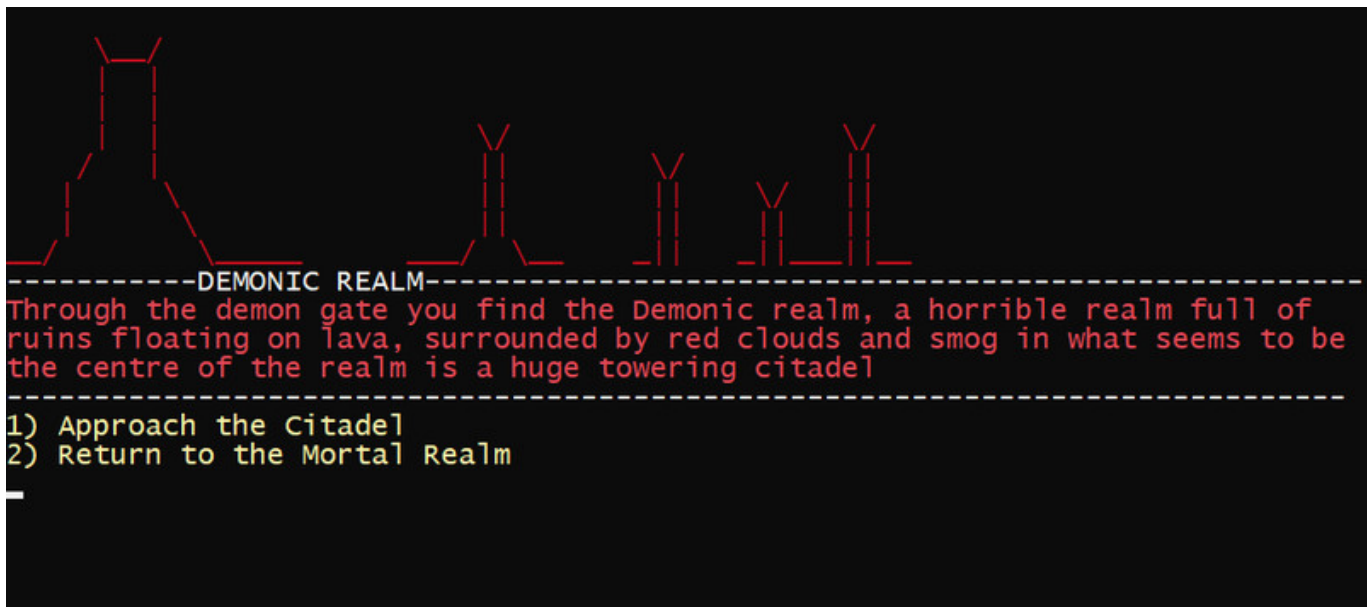 -----------DEMONIC REALM------------------------------------------------------
Through the demon gate you find the Demonic realm, a horrible realm full of
ruins floating on lava, surrounded by red clouds and smog in what seems to be
the centre of the realm is a huge towering citadel
------------------------------------------------------------------------------
1) Approach the Citadel
2) Return to the Mortal Realm